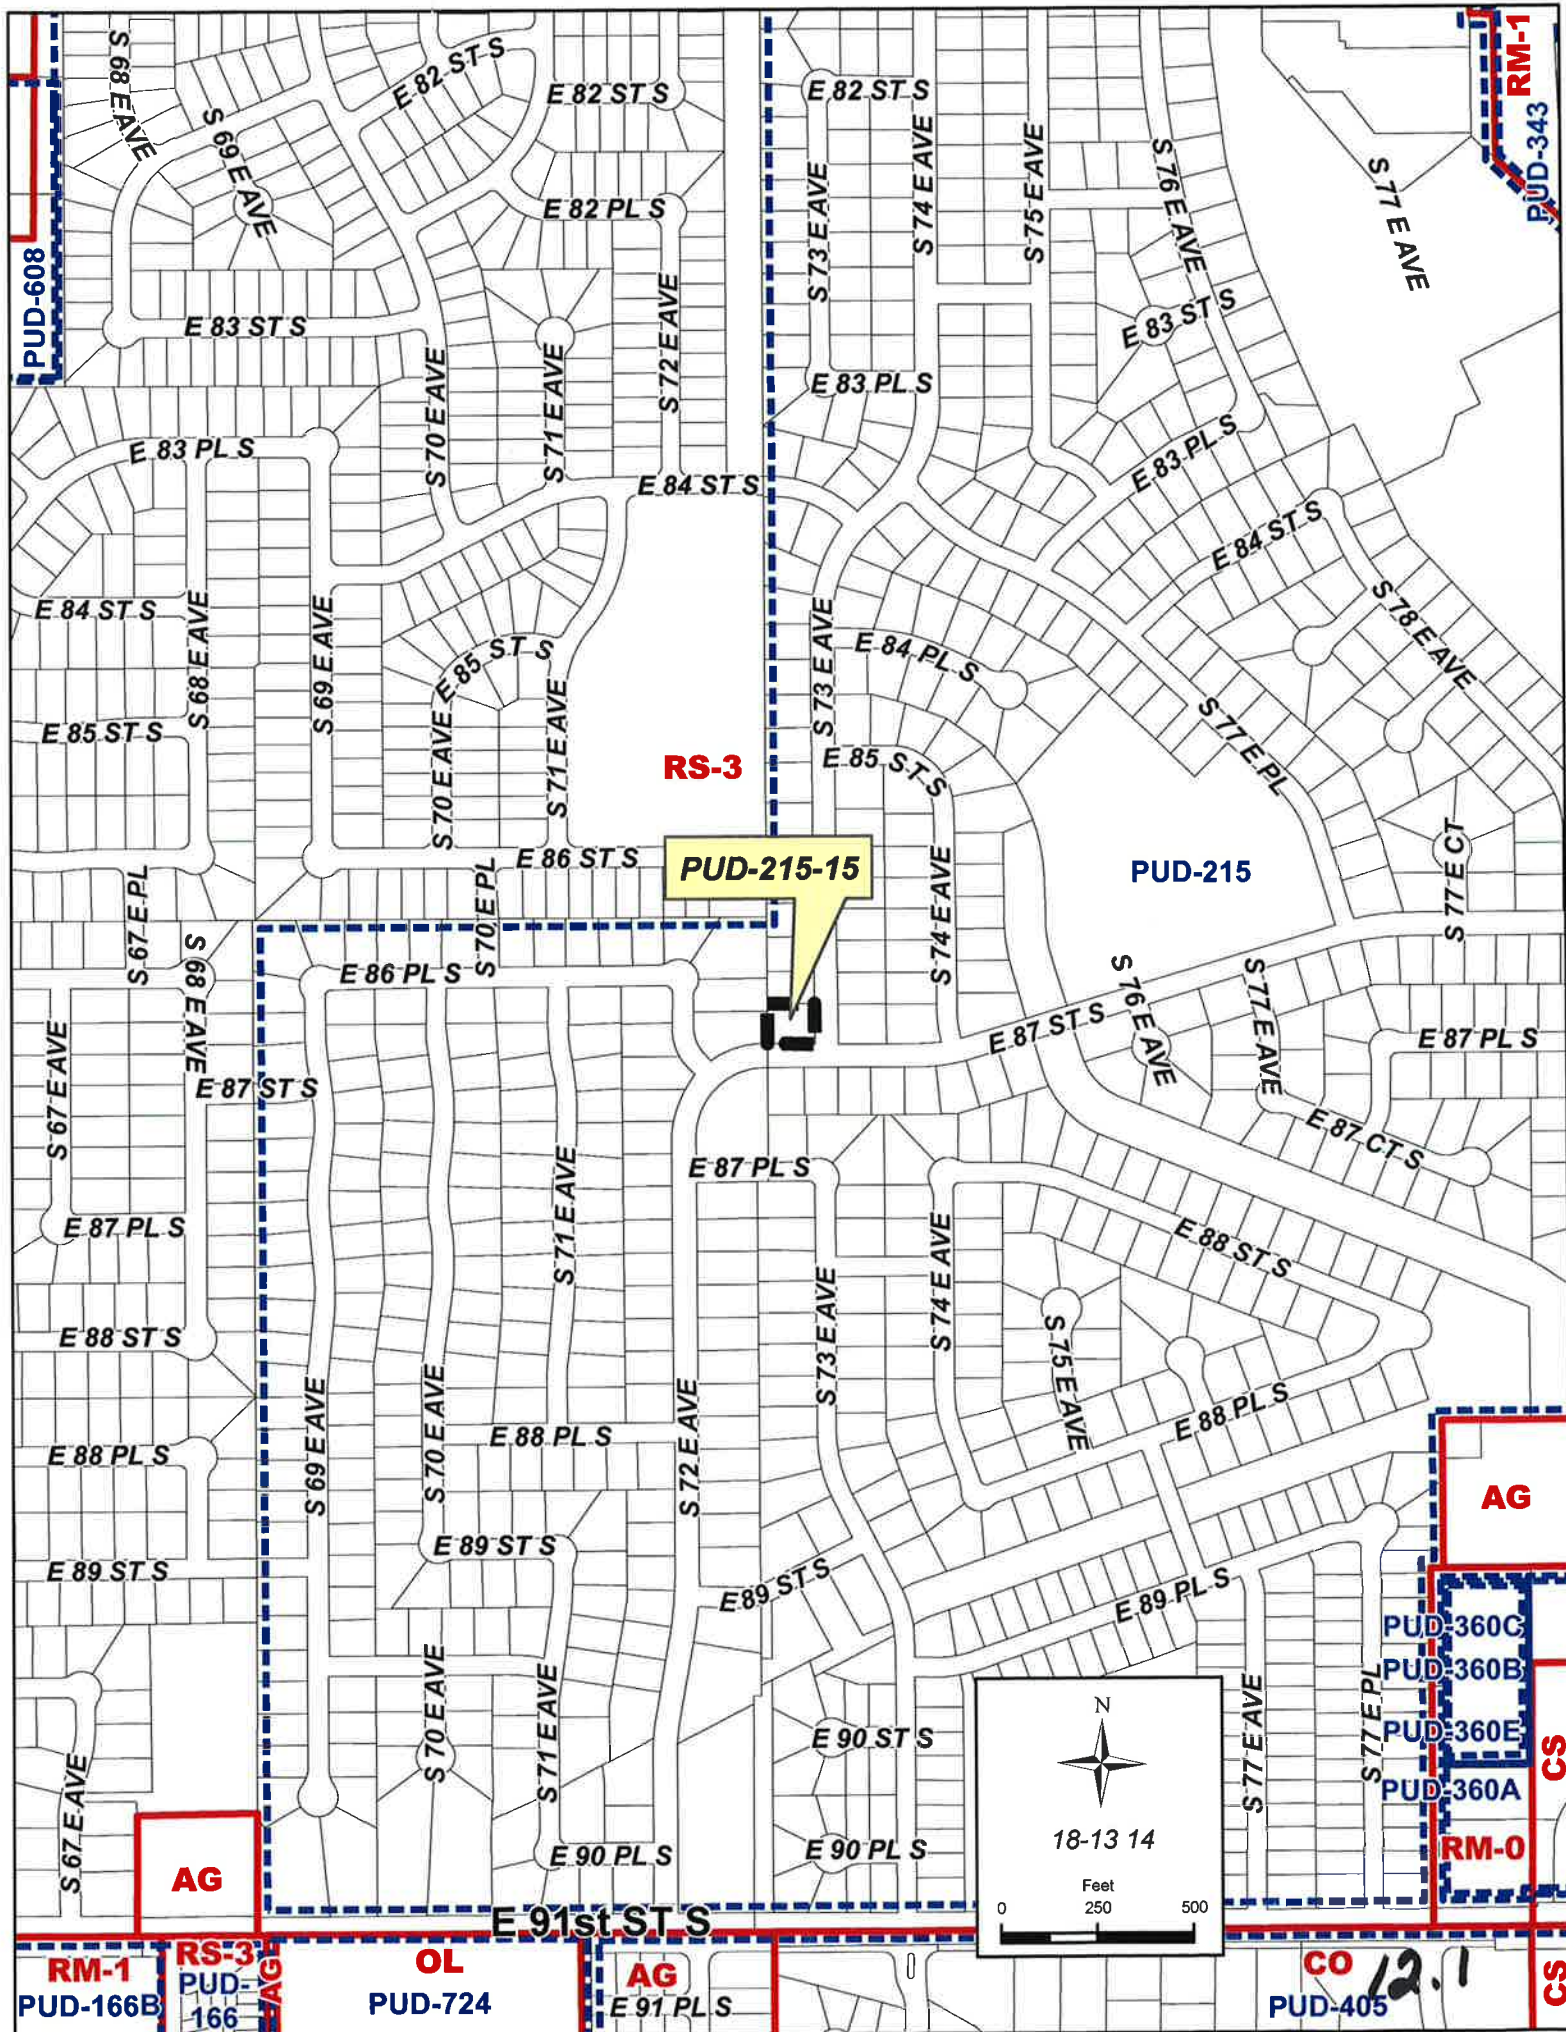 S 68 E AVE
E 82 ST S
E 82 ST S
E 82 ST S
RM-1
PUD-343
S 69 E AVE
S 73 E AVE
S 74 E AVE
S 75 E AVE
S 76 E AVE
S 77 E AVE
E 82 PL S
PUD-608
E 83 ST S
S 70 E AVE
S 71 E AVE
S 72 E AVE
E 83 ST S
E 83 PL S
E 83 PL S
E 83 PL S
E 84 ST S
E 84 ST S
E 84 ST S
S 68 E AVE
S 69 E AVE
E 85 ST S
S 73 E AVE
E 84 PL S
S 78 E AVE
E 85 ST S
S 70 E AVE
S 71 E AVE
RS-3
E 85 ST S
S 77 E PL
E 86 ST S
PUD-215-15
S 74 E AVE
PUD-215
S 77 E CT
S 67 E PL
S 68 E AVE
S 70 E PL
E 86 PL S
S 76 E AVE
S 77 E AVE
E 87 ST S
E 87 PL S
S 67 E AVE
E 87 ST S
E 87 CT S
S 71 E AVE
E 87 PL S
E 87 PL S
S 74 E AVE
E 88 ST S
S 73 E AVE
E 88 ST S
S 75 E AVE
S 69 E AVE
S 70 E AVE
S 72 E AVE
E 88 PL S
E 88 PL S
E 88 PL S
AG
E 89 ST S
E 89 ST S
E 89 ST S
E 89 PL S
PUD-360C
PUD-360B
PUD-360E
PUD-360A
RM-0
CS
S 67 E AVE
S 70 E AVE
S 71 E AVE
E 90 ST S
S 77 E AVE
S 77 E PL
N
18-13 14
Feet
0 250 500
E 90 PL S
E 90 PL S
AG
E 91st ST S
RM-1
PUD-166B
RS-3
PUD-
166
AG
OL
PUD-724
AG
E 91 PL S
CO
PUD-405
12.1
CS